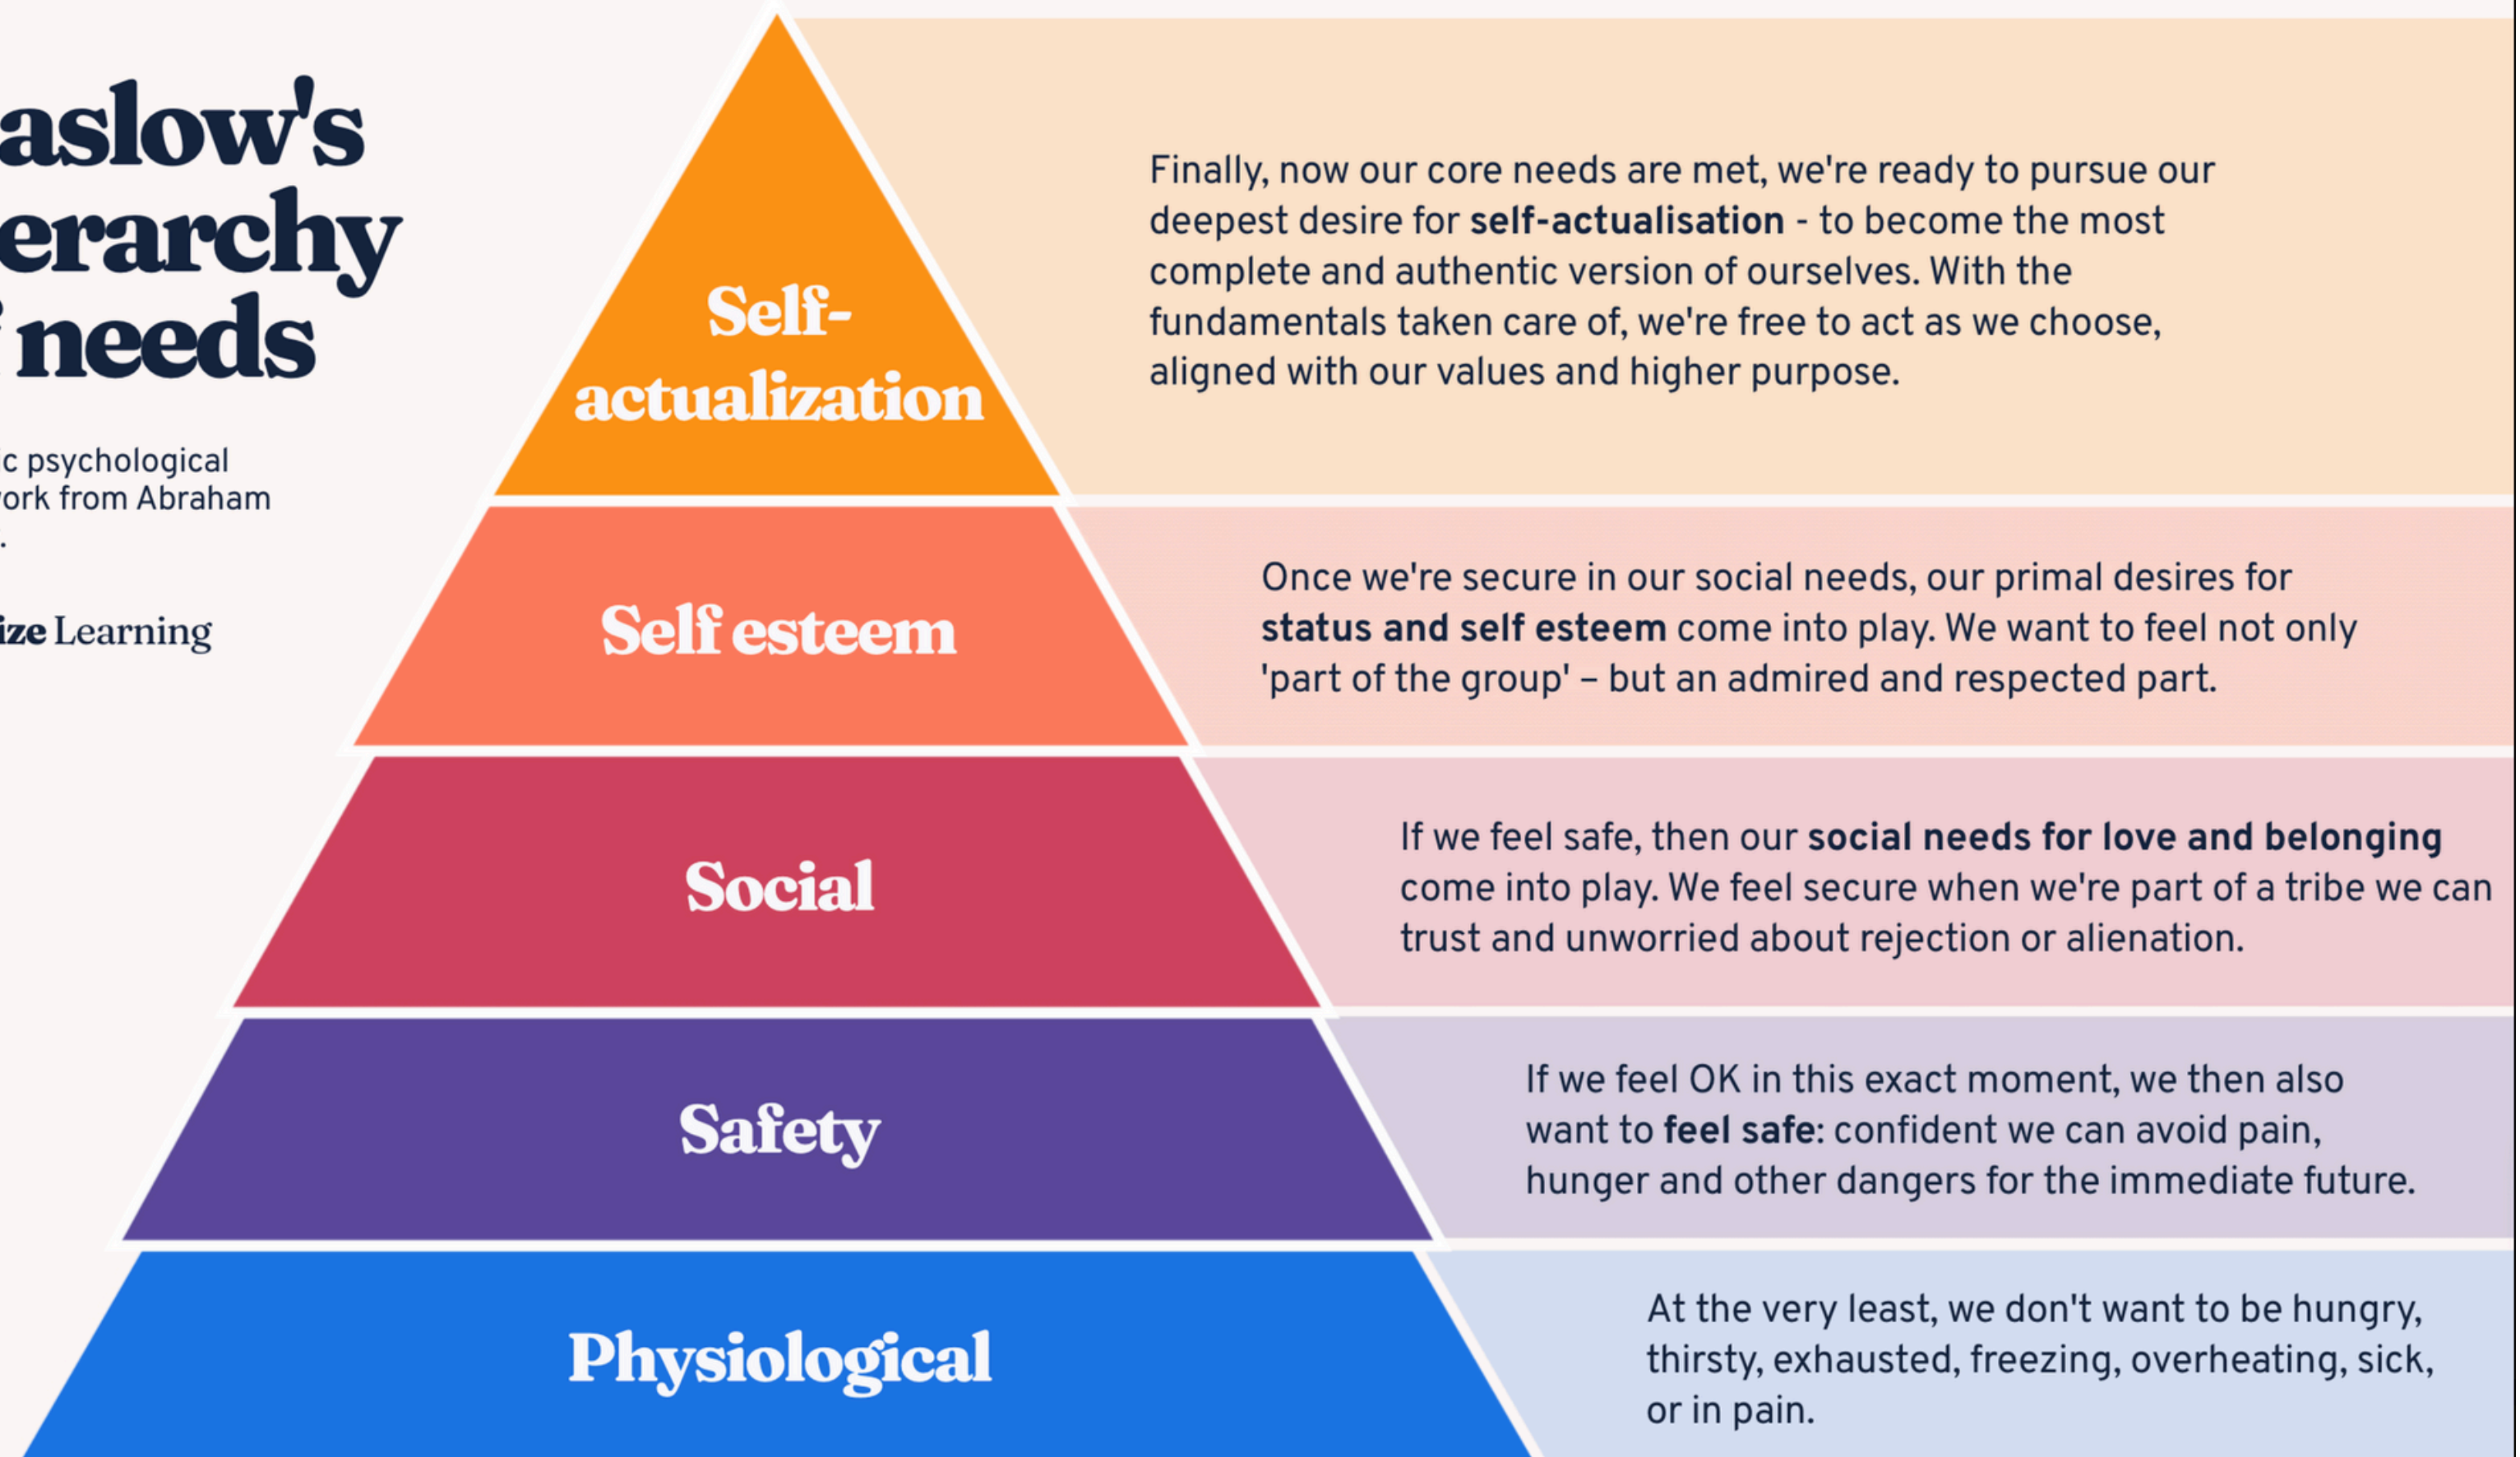 aslow's
erarchy
f needs
ic psychological
work from Abraham
.
ize Learning
Self-
actualization
Finally, now our core needs are met, we're ready to pursue our
deepest desire for self-actualisation - to become the most
complete and authentic version of ourselves. With the
fundamentals taken care of, we're free to act as we choose,
aligned with our values and higher purpose.
Self esteem
Once we're secure in our social needs, our primal desires for
status and self esteem come into play. We want to feel not only
'part of the group' – but an admired and respected part.
Social
If we feel safe, then our social needs for love and belonging
come into play. We feel secure when we're part of a tribe we can
trust and unworried about rejection or alienation.
Safety
If we feel OK in this exact moment, we then also
want to feel safe: confident we can avoid pain,
hunger and other dangers for the immediate future.
Physiological
At the very least, we don't want to be hungry,
thirsty, exhausted, freezing, overheating, sick,
or in pain.